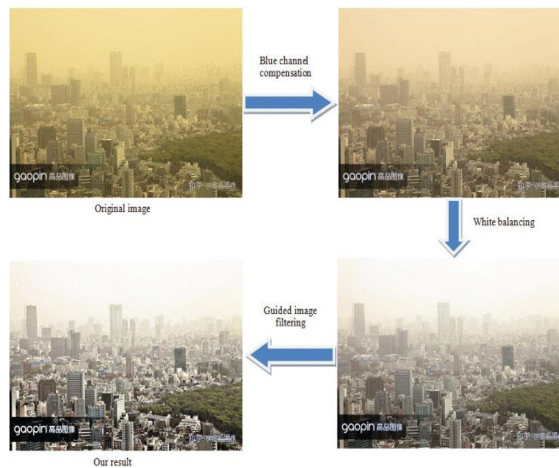 Blue channel
compensation
gaopin 高品图像
Original image
White balancing
gaopin 高品图像
Guided image
filtering
gaopin 高品图像
Our result
gaopin 高品图像